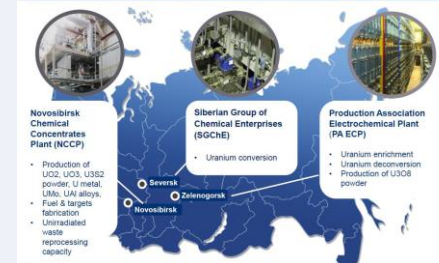 Novosibirsk
Chemical
Concentrates
Plant (NCCP)
• Production of
UO2, UO3, U3S2
powder, U metal,
UMo, UAl alloys,
• Fuel & targets
fabrication
• Unirradiated
waste
reprocessing
capacity
Siberian Group of
Chemical Enterprises
(SGChE)
• Uranium conversion
Production Association
Electrochemical Plant
(PA ECP)
• Uranium enrichment
• Uranium deconversion
• Production of U3O8
powder
Seversk
Zelenogorsk
Novosibirsk